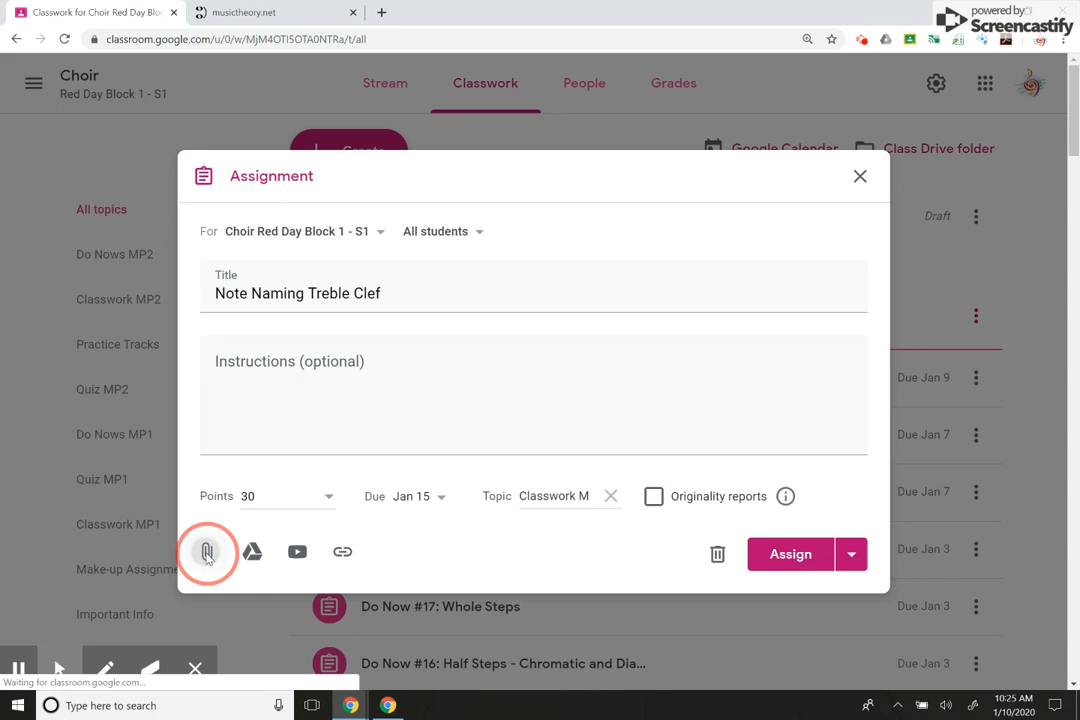 Classwork for Choir Red Day Blo
musictheory.net
powered by
Screencastify
classroom.google.com/u/0/w/MjM4OTI5OTA0NTRa/t/all
Choir
Red Day Block 1 - S1
Stream
Classwork
People
Grades
Create
Google Calendar
Class Drive folder
Assignment
All topics
Draft
For Choir Red Day Block 1 - S1 All students
Do Nows MP2
Title
Note Naming Treble Clef
Classwork MP2
Practice Tracks
Instructions (optional)
Due Jan 9
Quiz MP2
Do Nows MP1
Due Jan 7
Quiz MP1
Points 30 Due Jan 15 Topic Classwork M Originality reports
Due Jan 7
Classwork MP1
Due Jan 3
Assign
Make-up Assignme
Important Info
Do Now #17: Whole Steps
Due Jan 3
Do Now #16: Half Steps - Chromatic and Dia...
Due Jan 3
Waiting for classroom.google.com...
Type here to search
10:25 AM
1/10/2020